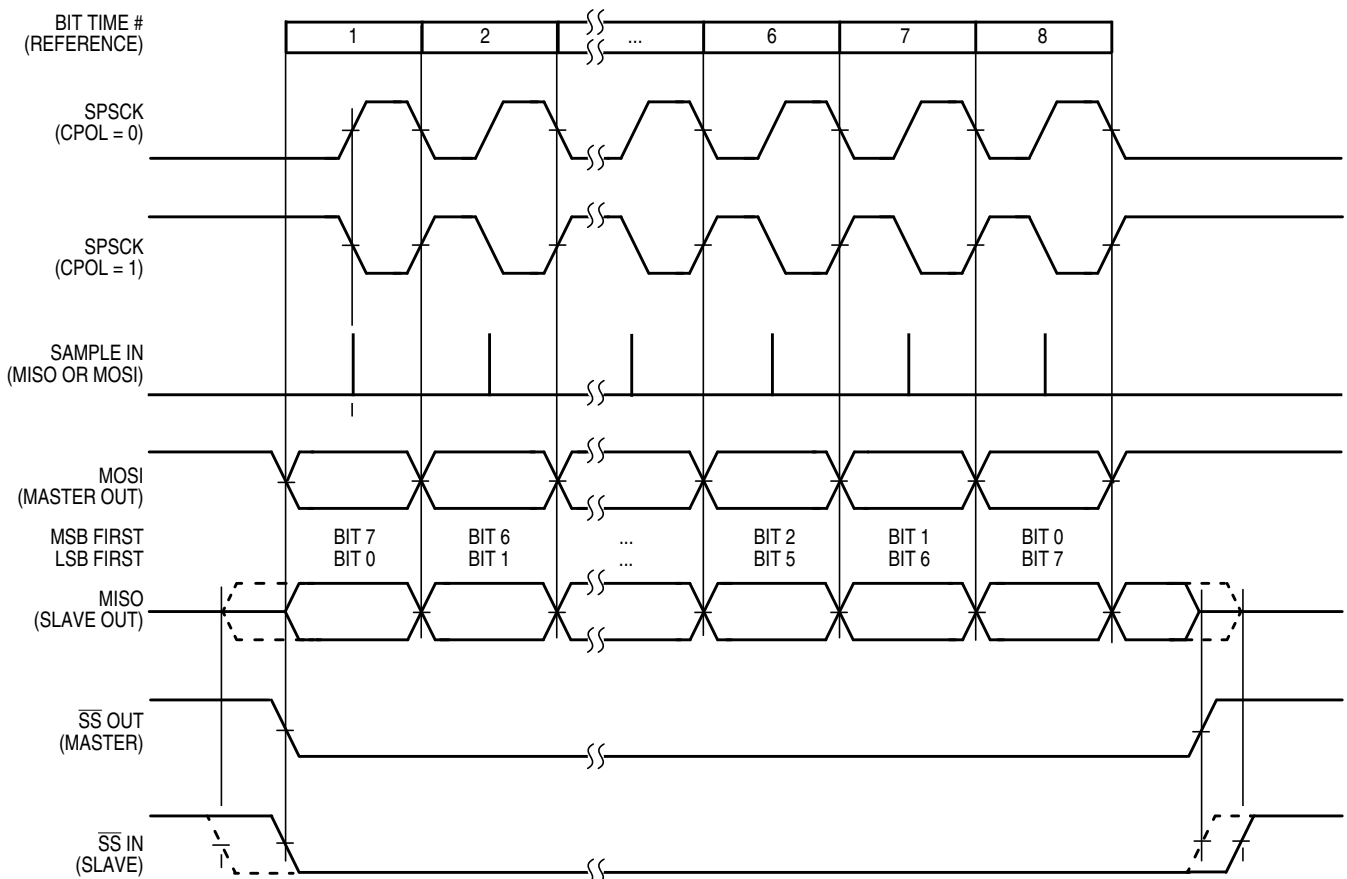 BIT TIME #
(REFERENCE)
1 2 ... 6 7 8
SPSCK
(CPOL = 0)
SPSCK
(CPOL = 1)
SAMPLE IN
(MISO OR MOSI)
MOSI
(MASTER OUT)
MSB FIRST BIT 7 BIT 6 ... BIT 2 BIT 1 BIT 0
LSB FIRST BIT 0 BIT 1 ... BIT 5 BIT 6 BIT 7
MISO
(SLAVE OUT)
S̅S̅ OUT
(MASTER)
S̅S̅ IN
(SLAVE)